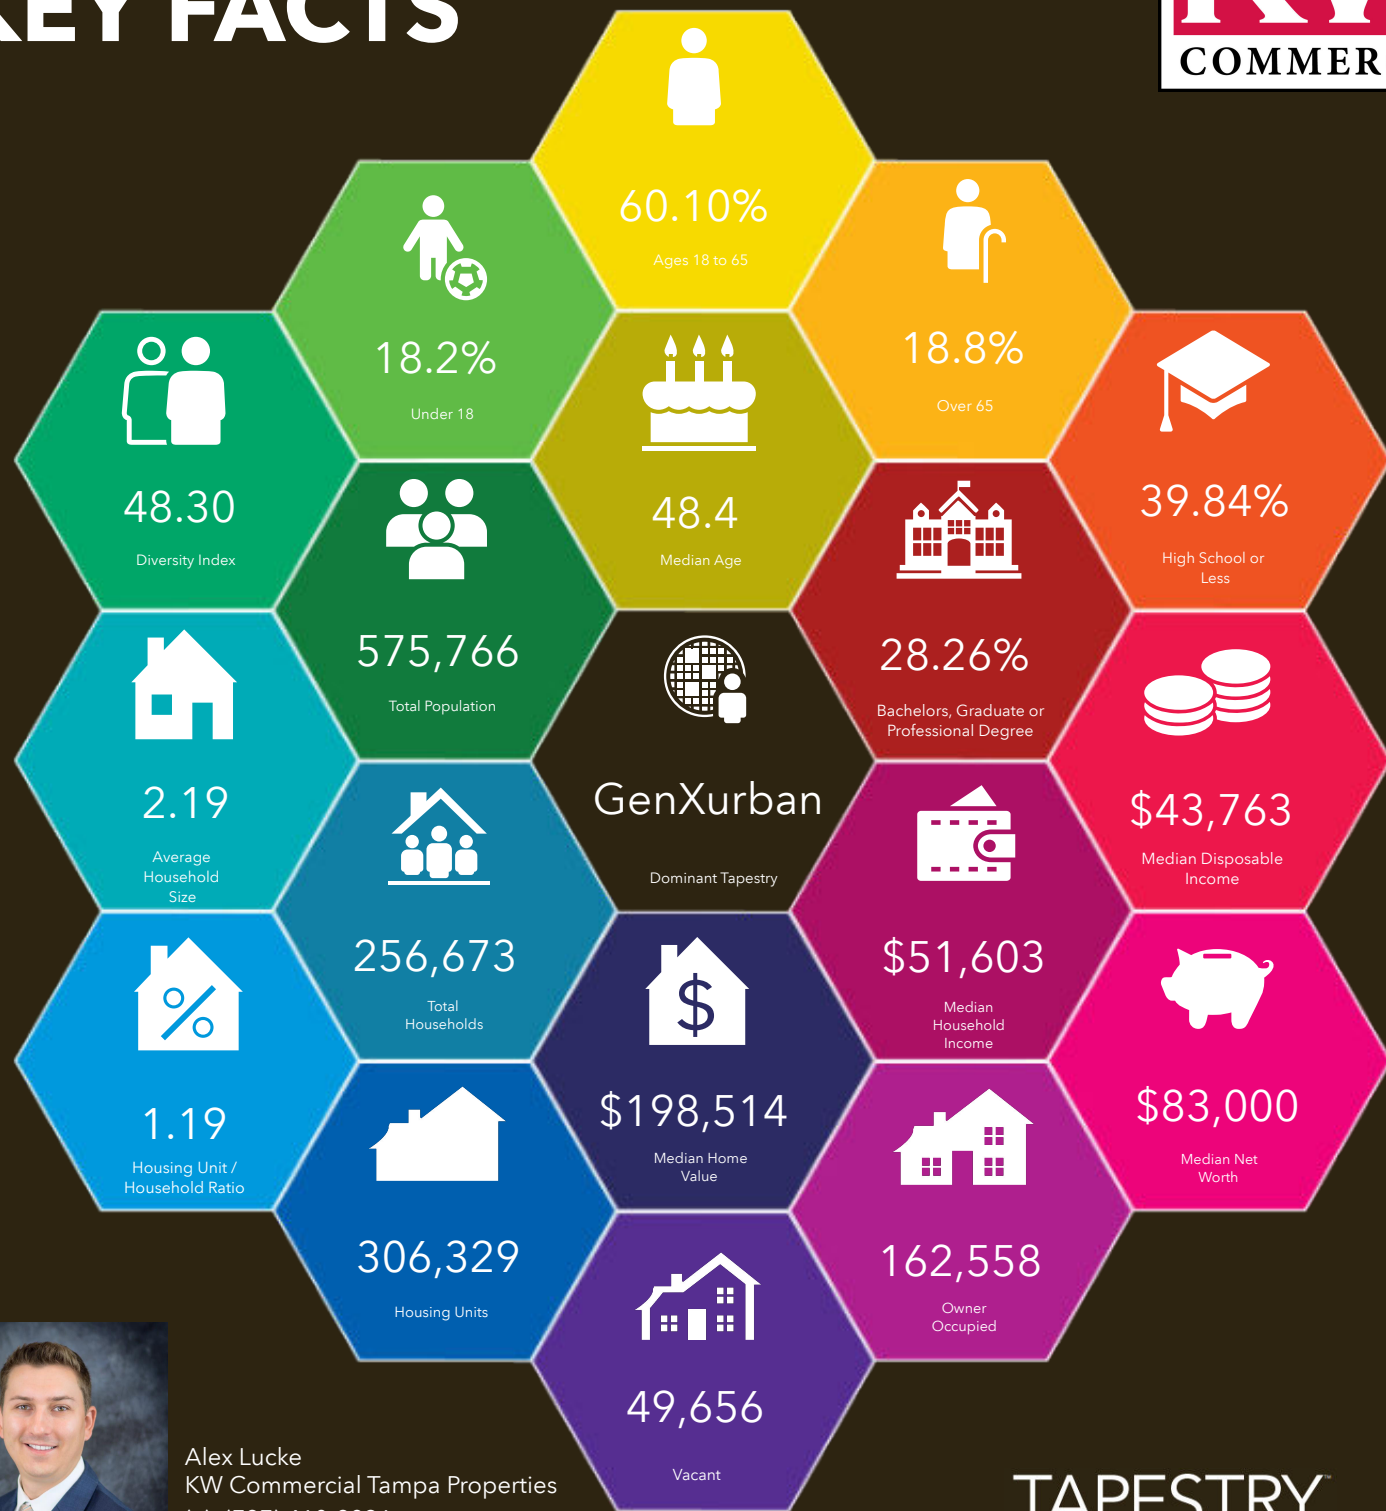 KEY FACTS
COMMER
60.10%
Ages 18 to 65
18.2%
Under 18
18.8%
Over 65
48.30
Diversity Index
48.4
Median Age
39.84%
High School or
Less
575,766
Total Population
28.26%
Bachelors, Graduate or
Professional Degree
2.19
Average
Household
Size
GenXurban
Dominant Tapestry
$43,763
Median Disposable
Income
256,673
Total
Households
$51,603
Median
Household
Income
1.19
Housing Unit /
Household Ratio
$198,514
Median Home
Value
$83,000
Median Net
Worth
306,329
Housing Units
162,558
Owner
Occupied
49,656
Vacant
Alex Lucke
KW Commercial Tampa Properties
TAPESTRY™